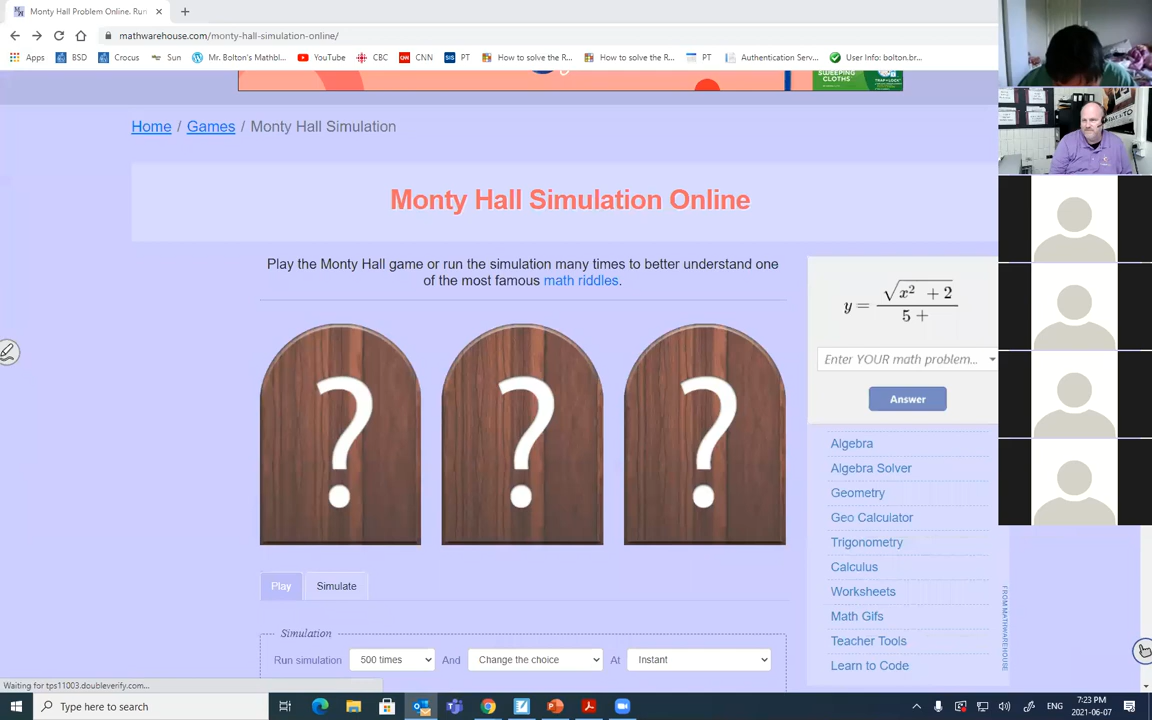 Monty Hall Problem Online. Run
mathwarehouse.com/monty-hall-simulation-online/
Apps BSD Crocus Sun Mr. Bolton's Mathbl... YouTube CBC CNN PT How to solve the R... How to solve the R... PT Authentication Serv... User Info: bolton.br...
SWEEPING
CLOTHS
Home / Games / Monty Hall Simulation
Monty Hall Simulation Online
Play the Monty Hall game or run the simulation many times to better understand one
of the most famous math riddles.
y = √(x² + 2) / 5 +
Enter YOUR math problem...
Answer
? ? ?
Algebra
Algebra Solver
Geometry
Geo Calculator
Trigonometry
Calculus
Worksheets
Math Gifs
Teacher Tools
Learn to Code
FROM MATHWAREHOUSE
Play Simulate
Simulation
Run simulation 500 times And Change the choice At Instant
Waiting for tps11003.doubleverify.com...
Type here to search
ENG
7:23 PM
2021-06-07